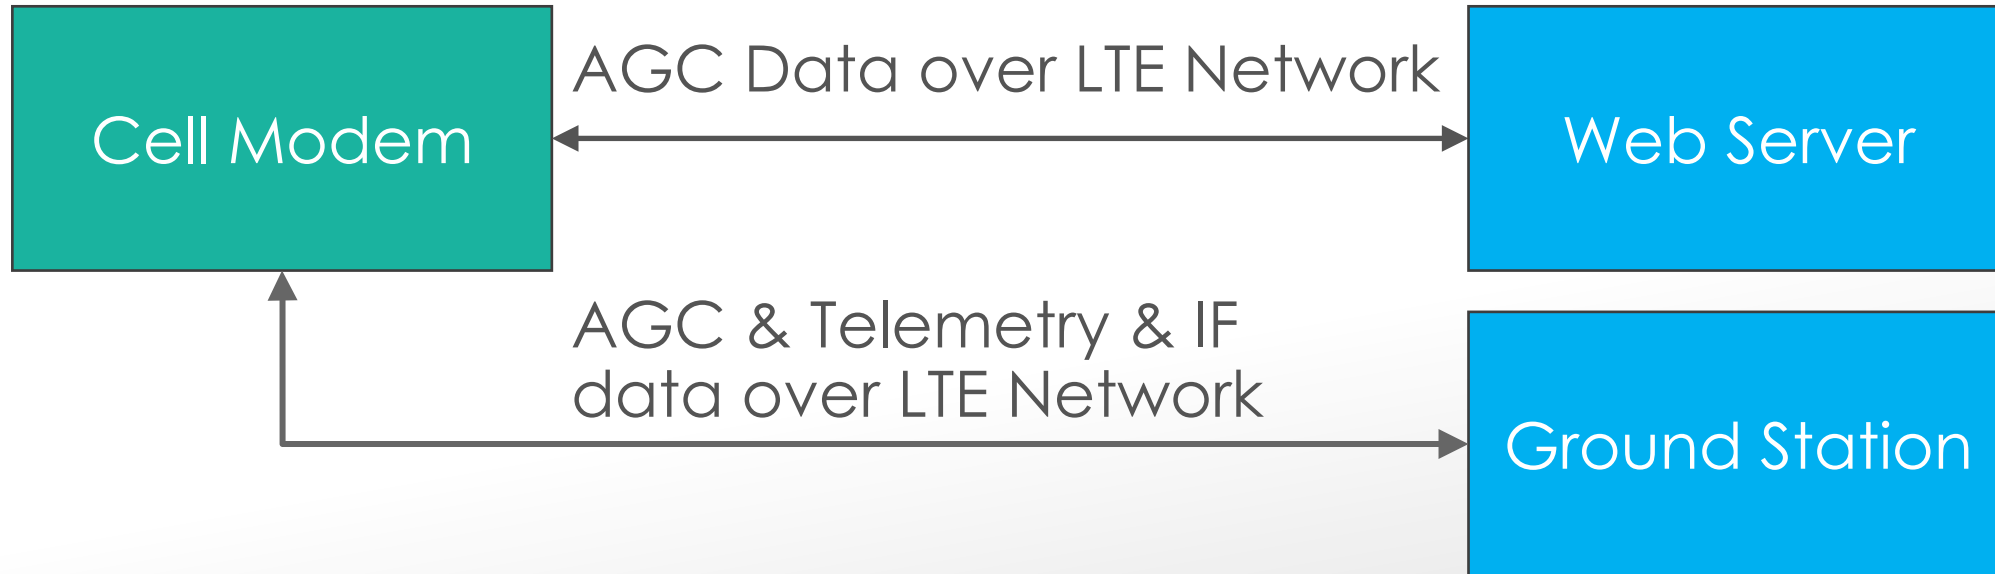 Cell Modem
AGC Data over LTE Network
Web Server
AGC & Telemetry & IF
data over LTE Network
Ground Station